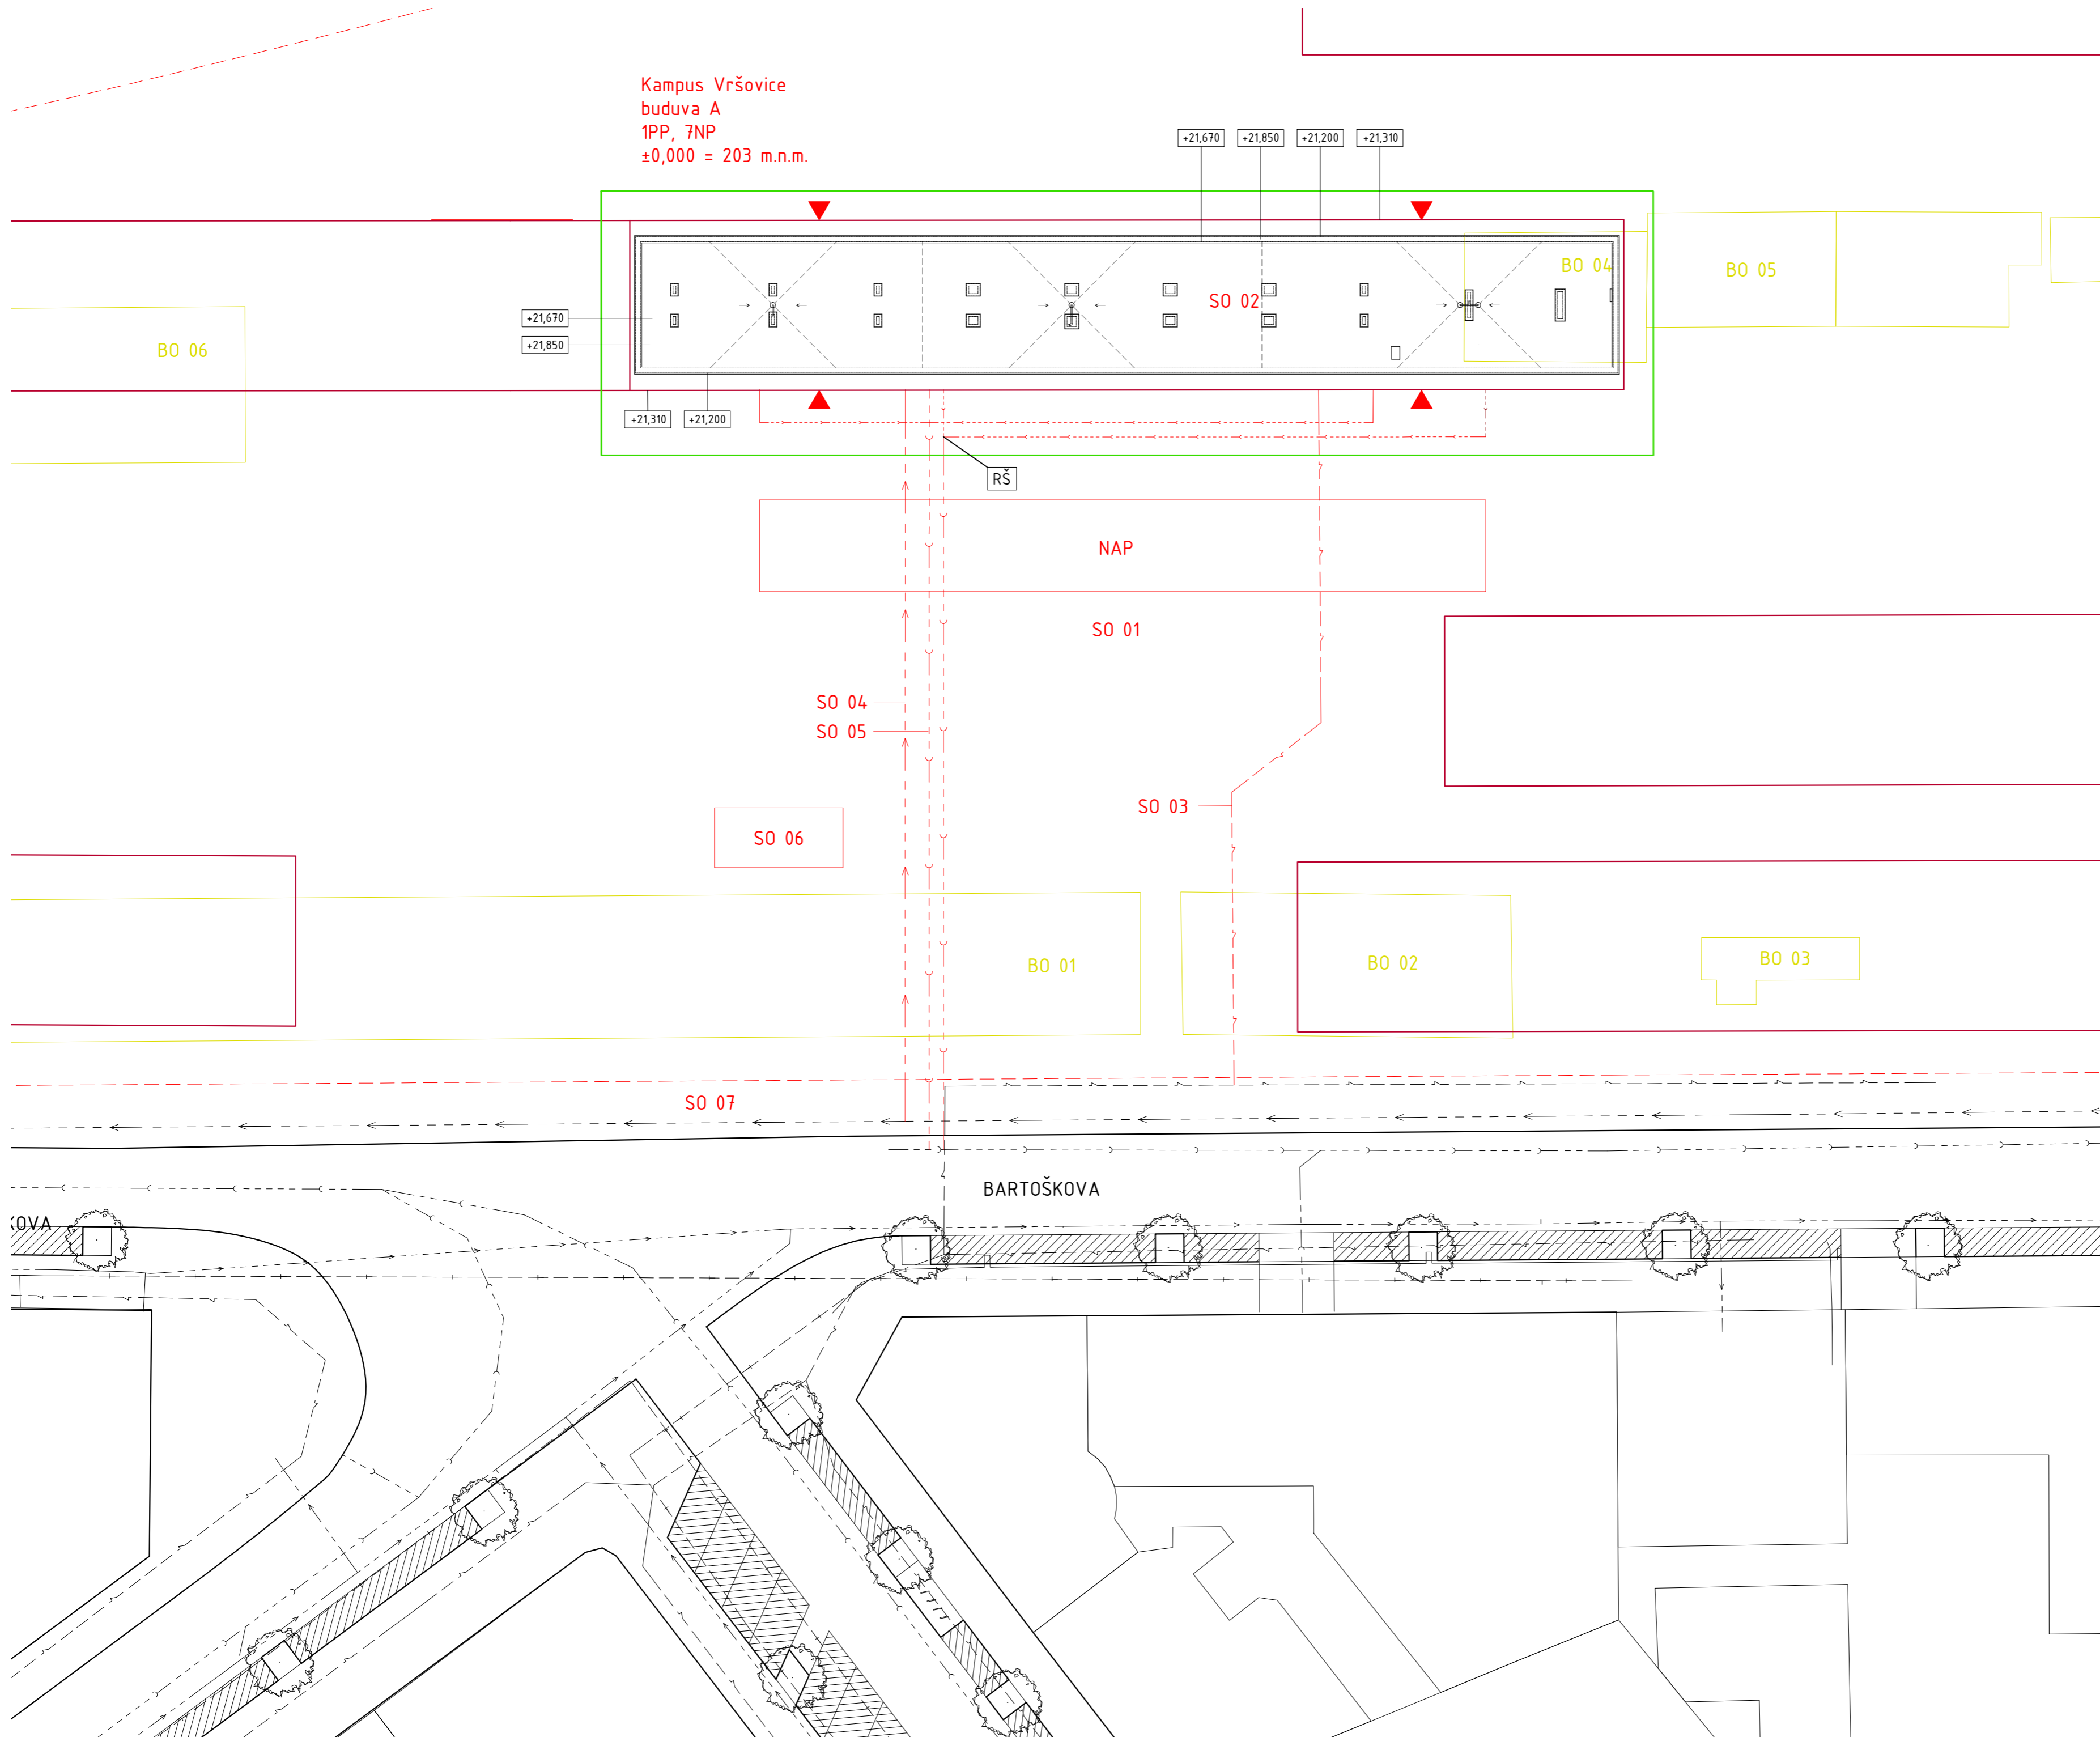 Kampus Vršovice
buduva A
1PP, 7NP
±0,000 = 203 m.n.m.
+21,670
+21,850
+21,200
+21,310
BO 04
BO 05
SO 02
+21,670
+21,850
BO 06
+21,310
+21,200
RŠ
NAP
SO 01
SO 04
SO 05
SO 03
SO 06
BO 01
BO 02
BO 03
SO 07
BARTOŠKOVA
KOVA